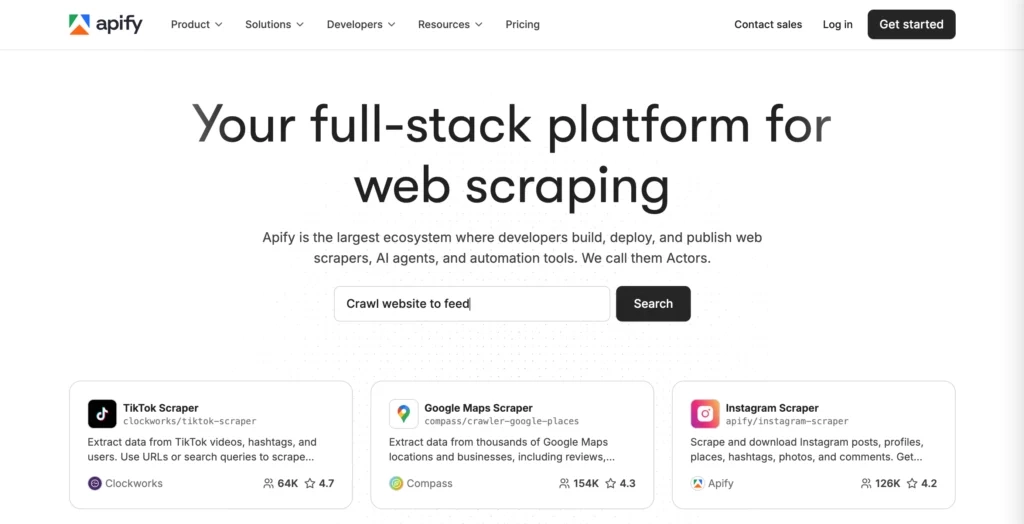 apify Product Solutions Developers Resources Pricing Contact sales Log in Get started
Your full-stack platform for
web scraping
Apify is the largest ecosystem where developers build, deploy, and publish web
scrapers, AI agents, and automation tools. We call them Actors.
Crawl website to feed Search
TikTok Scraper
clockworks/tiktok-scraper
Extract data from TikTok videos, hashtags, and
users. Use URLs or search queries to scrape...
Clockworks 64K 4.7
Google Maps Scraper
compass/crawler-google-places
Extract data from thousands of Google Maps
locations and businesses, including reviews,...
Compass 154K 4.3
Instagram Scraper
apify/instagram-scraper
Scrape and download Instagram posts, profiles,
places, hashtags, photos, and comments. Get...
Apify 126K 4.2